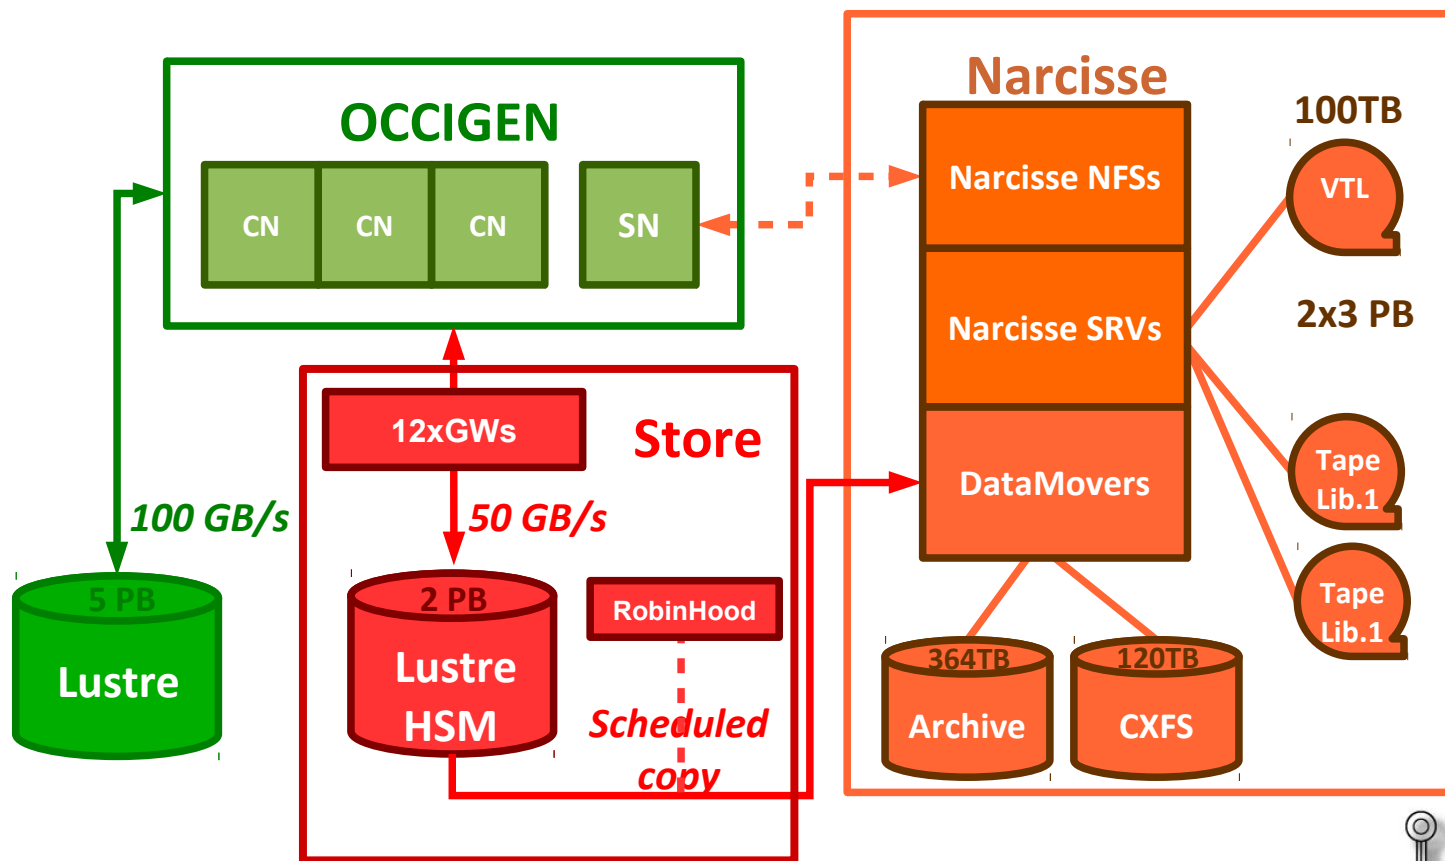 Narcisse
OCCIGEN
CN
CN
CN
SN
Narcisse NFSs
100TB
VTL
Narcisse SRVs
2x3 PB
12xGWs
Store
DataMovers
Tape
Lib.1
100 GB/s
50 GB/s
5 PB
Lustre
2 PB
Lustre
HSM
RobinHood
Scheduled
copy
Tape
Lib.1
364TB
Archive
120TB
CXFS